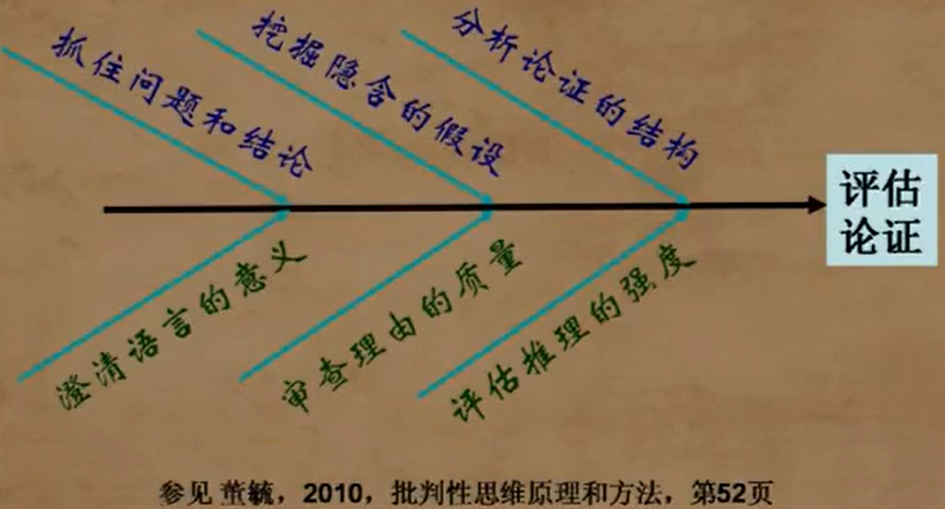 抓住问题和结论
挖掘隐含的假设
分析论证的结构
评估
论证
澄清语言的意义
审查理由的质量
评估推理的强度
参见 董毓，2010，批判性思维原理和方法，第52页